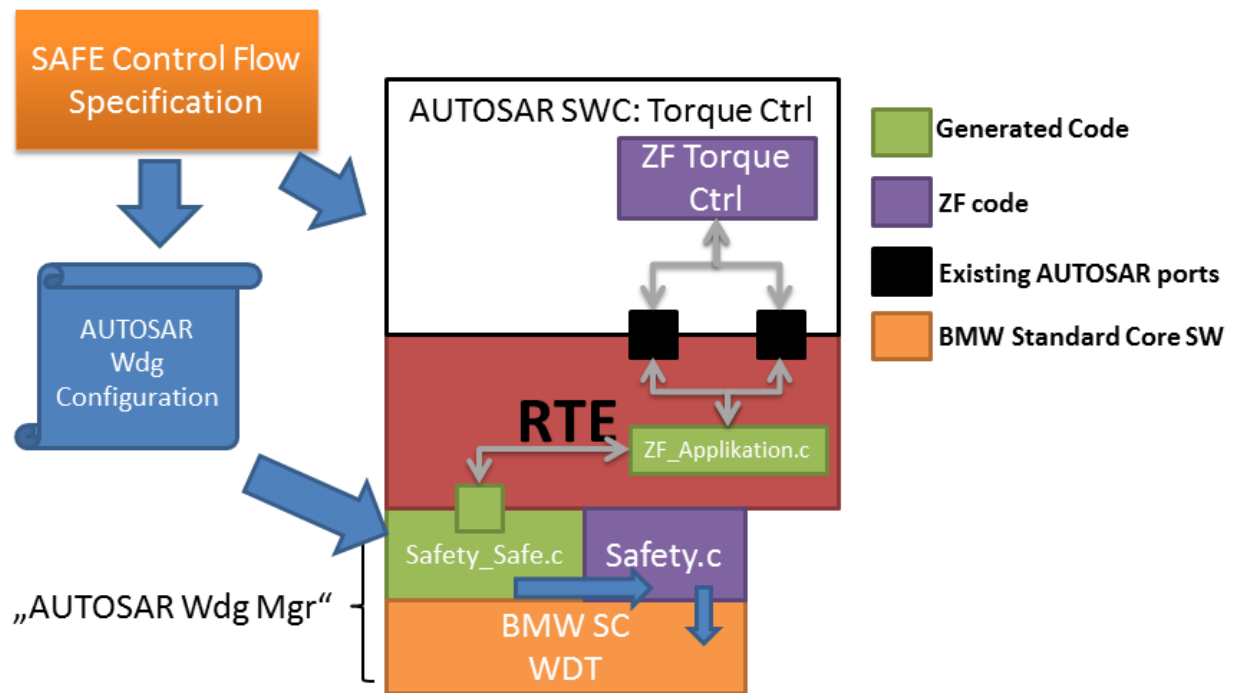 SAFE Control Flow
Specification
AUTOSAR
Wdg
Configuration
„AUTOSAR Wdg Mgr“
AUTOSAR SWC: Torque Ctrl
ZF Torque
Ctrl
RTE
ZF_Applikation.c
Safety_Safe.c
Safety.c
BMW SC
WDT
Generated Code
ZF code
Existing AUTOSAR ports
BMW Standard Core SW